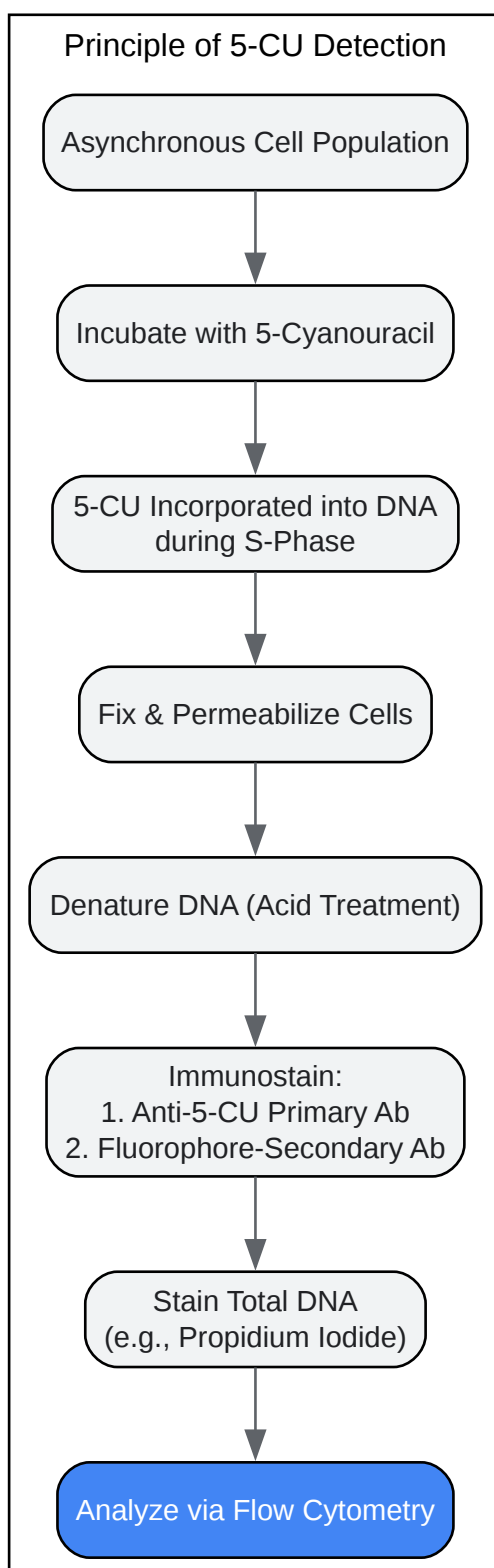 Principle of 5-CU Detection
Asynchronous Cell Population
Incubate with 5-Cyanouracil
5-CU Incorporated into DNA
during S-Phase
Fix & Permeabilize Cells
Denature DNA (Acid Treatment)
Immunostain:
1. Anti-5-CU Primary Ab
2. Fluorophore-Secondary Ab
Stain Total DNA
(e.g., Propidium Iodide)
Analyze via Flow Cytometry